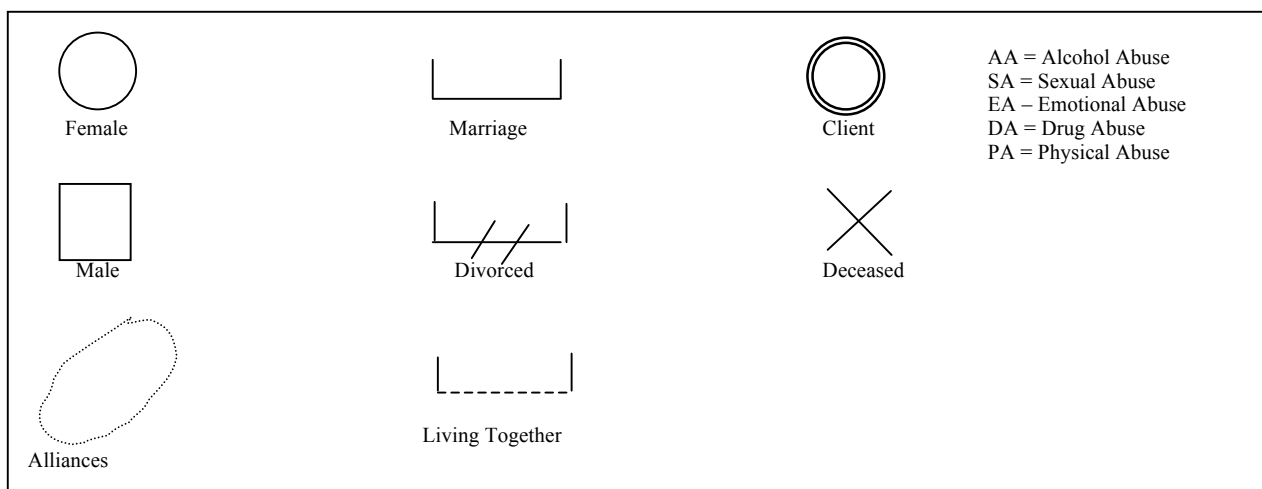 Female
Marriage
Client
AA = Alcohol Abuse
SA = Sexual Abuse
EA – Emotional Abuse
DA = Drug Abuse
PA = Physical Abuse
Male
Divorced
Deceased
Alliances
Living Together